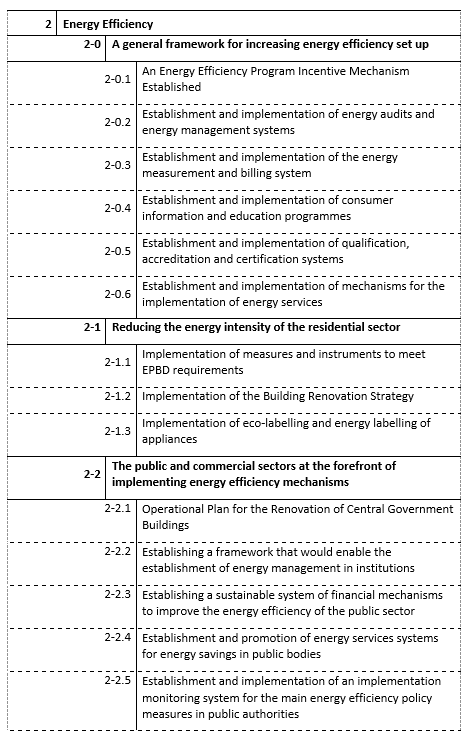 2 Energy Efficiency
2-0 A general framework for increasing energy efficiency set up
2-0.1 An Energy Efficiency Program Incentive Mechanism
Established
2-0.2 Establishment and implementation of energy audits and
energy management systems
2-0.3 Establishment and implementation of the energy
measurement and billing system
2-0.4 Establishment and implementation of consumer
information and education programmes
2-0.5 Establishment and implementation of qualification,
accreditation and certification systems
2-0.6 Establishment and implementation of mechanisms for the
implementation of energy services
2-1 Reducing the energy intensity of the residential sector
2-1.1 Implementation of measures and instruments to meet
EPBD requirements
2-1.2 Implementation of the Building Renovation Strategy
2-1.3 Implementation of eco-labelling and energy labelling of
appliances
2-2 The public and commercial sectors at the forefront of
implementing energy efficiency mechanisms
2-2.1 Operational Plan for the Renovation of Central Government
Buildings
2-2.2 Establishing a framework that would enable the
establishment of energy management in institutions
2-2.3 Establishing a sustainable system of financial mechanisms
to improve the energy efficiency of the public sector
2-2.4 Establishment and promotion of energy services systems
for energy savings in public bodies
2-2.5 Establishment and implementation of an implementation
monitoring system for the main energy efficiency policy
measures in public authorities